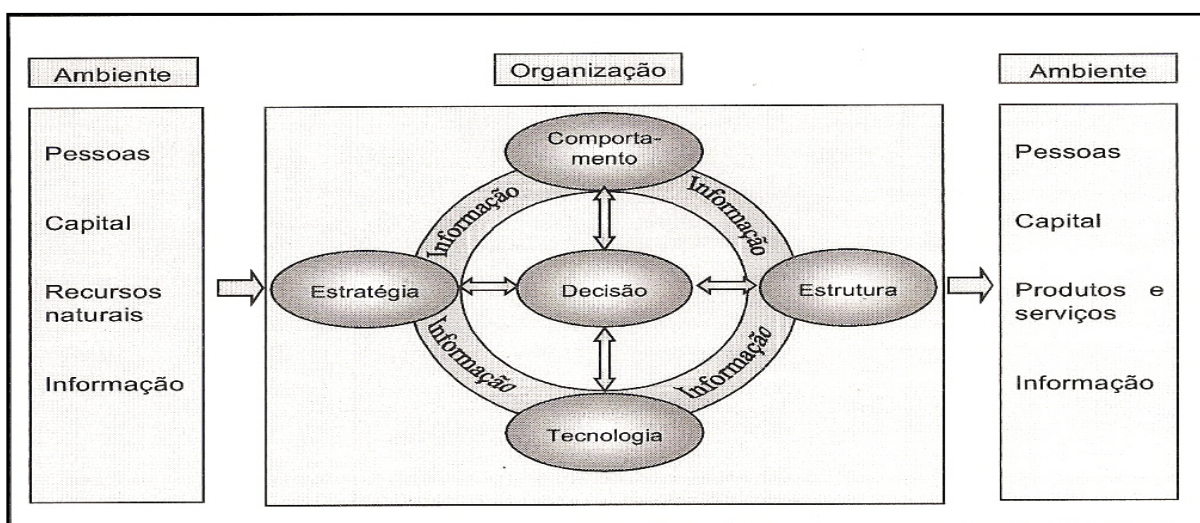 Ambiente
Organização
Ambiente
Pessoas
Capital
Recursos
naturais
Informação
Comporta-
mento
Informação
Informação
Estratégia
Decisão
Estrutura
Informação
Informação
Tecnologia
Pessoas
Capital
Produtos e
serviços
Informação